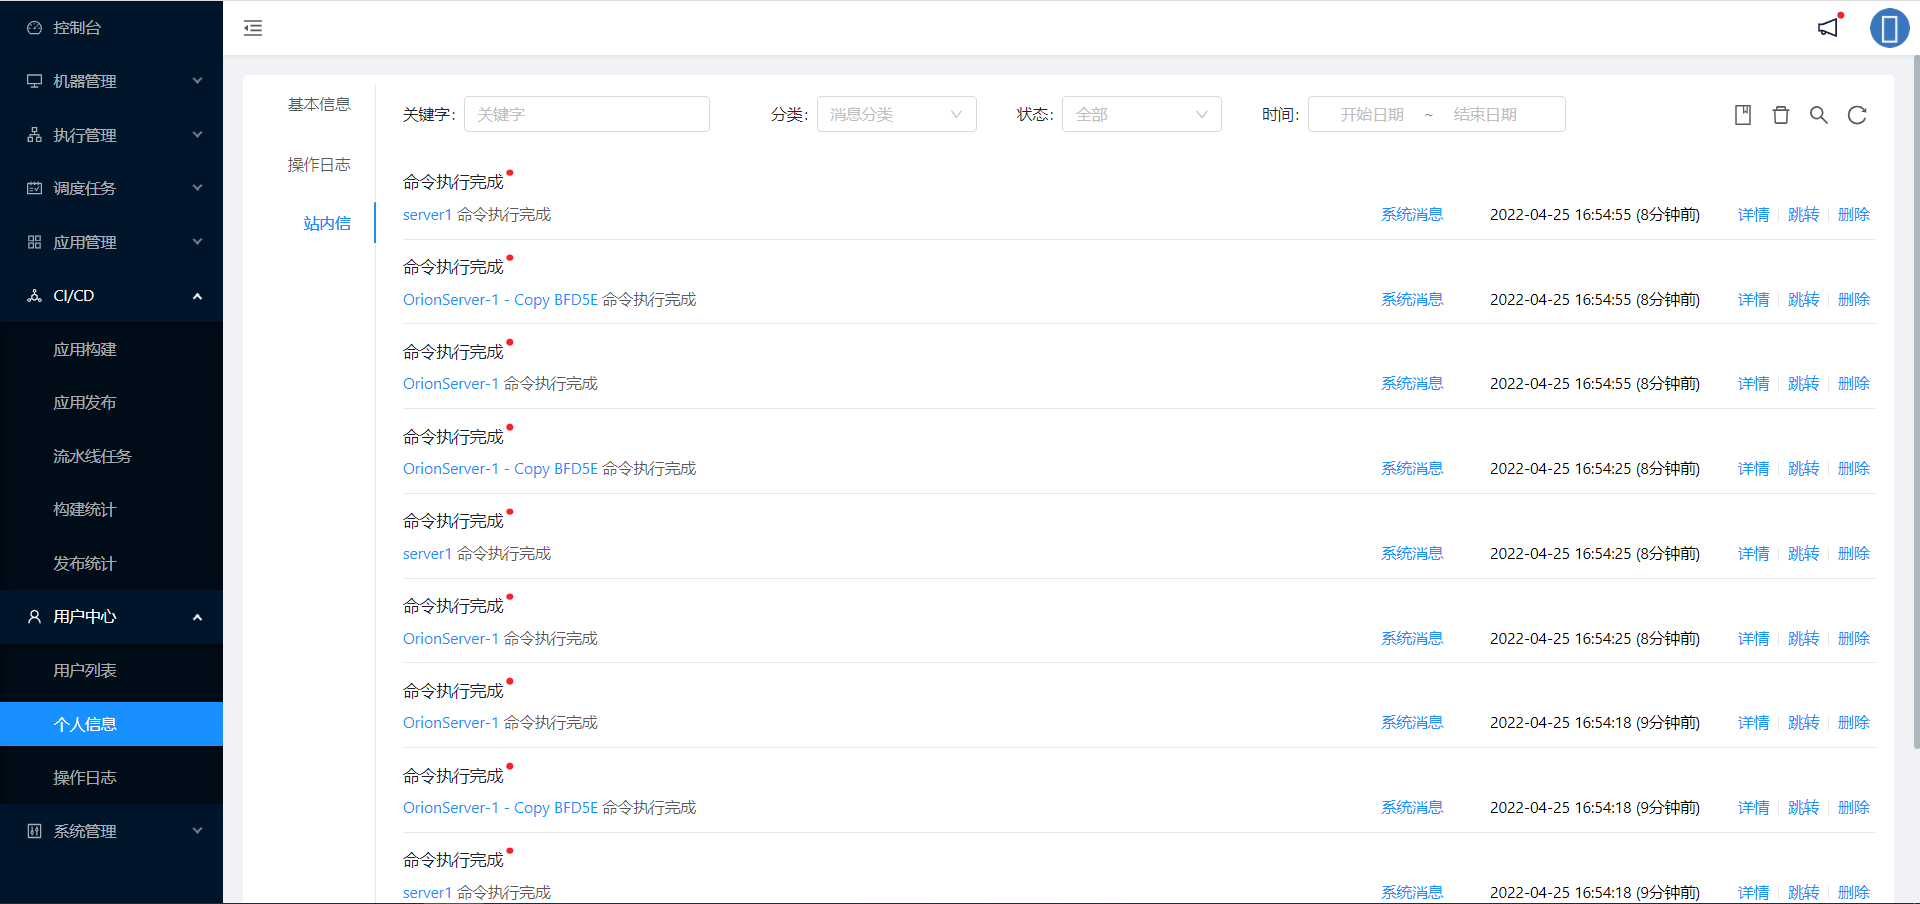 控制台
机器管理
执行管理
调度任务
应用管理
CI/CD
应用构建
应用发布
流水线任务
构建统计
发布统计
用户中心
用户列表
个人信息
操作日志
系统管理
基本信息
操作日志
站内信
关键字: 关键字 分类: 消息分类 状态: 全部 时间: 开始日期 ~ 结束日期
命令执行完成
server1 命令执行完成 系统消息 2022-04-25 16:54:55 (8分钟前) 详情 跳转 删除
命令执行完成
OrionServer-1 - Copy BFD5E 命令执行完成 系统消息 2022-04-25 16:54:55 (8分钟前) 详情 跳转 删除
命令执行完成
OrionServer-1 命令执行完成 系统消息 2022-04-25 16:54:55 (8分钟前) 详情 跳转 删除
命令执行完成
OrionServer-1 - Copy BFD5E 命令执行完成 系统消息 2022-04-25 16:54:25 (8分钟前) 详情 跳转 删除
命令执行完成
server1 命令执行完成 系统消息 2022-04-25 16:54:25 (8分钟前) 详情 跳转 删除
命令执行完成
OrionServer-1 命令执行完成 系统消息 2022-04-25 16:54:25 (8分钟前) 详情 跳转 删除
命令执行完成
OrionServer-1 命令执行完成 系统消息 2022-04-25 16:54:18 (9分钟前) 详情 跳转 删除
命令执行完成
OrionServer-1 - Copy BFD5E 命令执行完成 系统消息 2022-04-25 16:54:18 (9分钟前) 详情 跳转 删除
命令执行完成
server1 命令执行完成 系统消息 2022-04-25 16:54:18 (9分钟前) 详情 跳转 删除